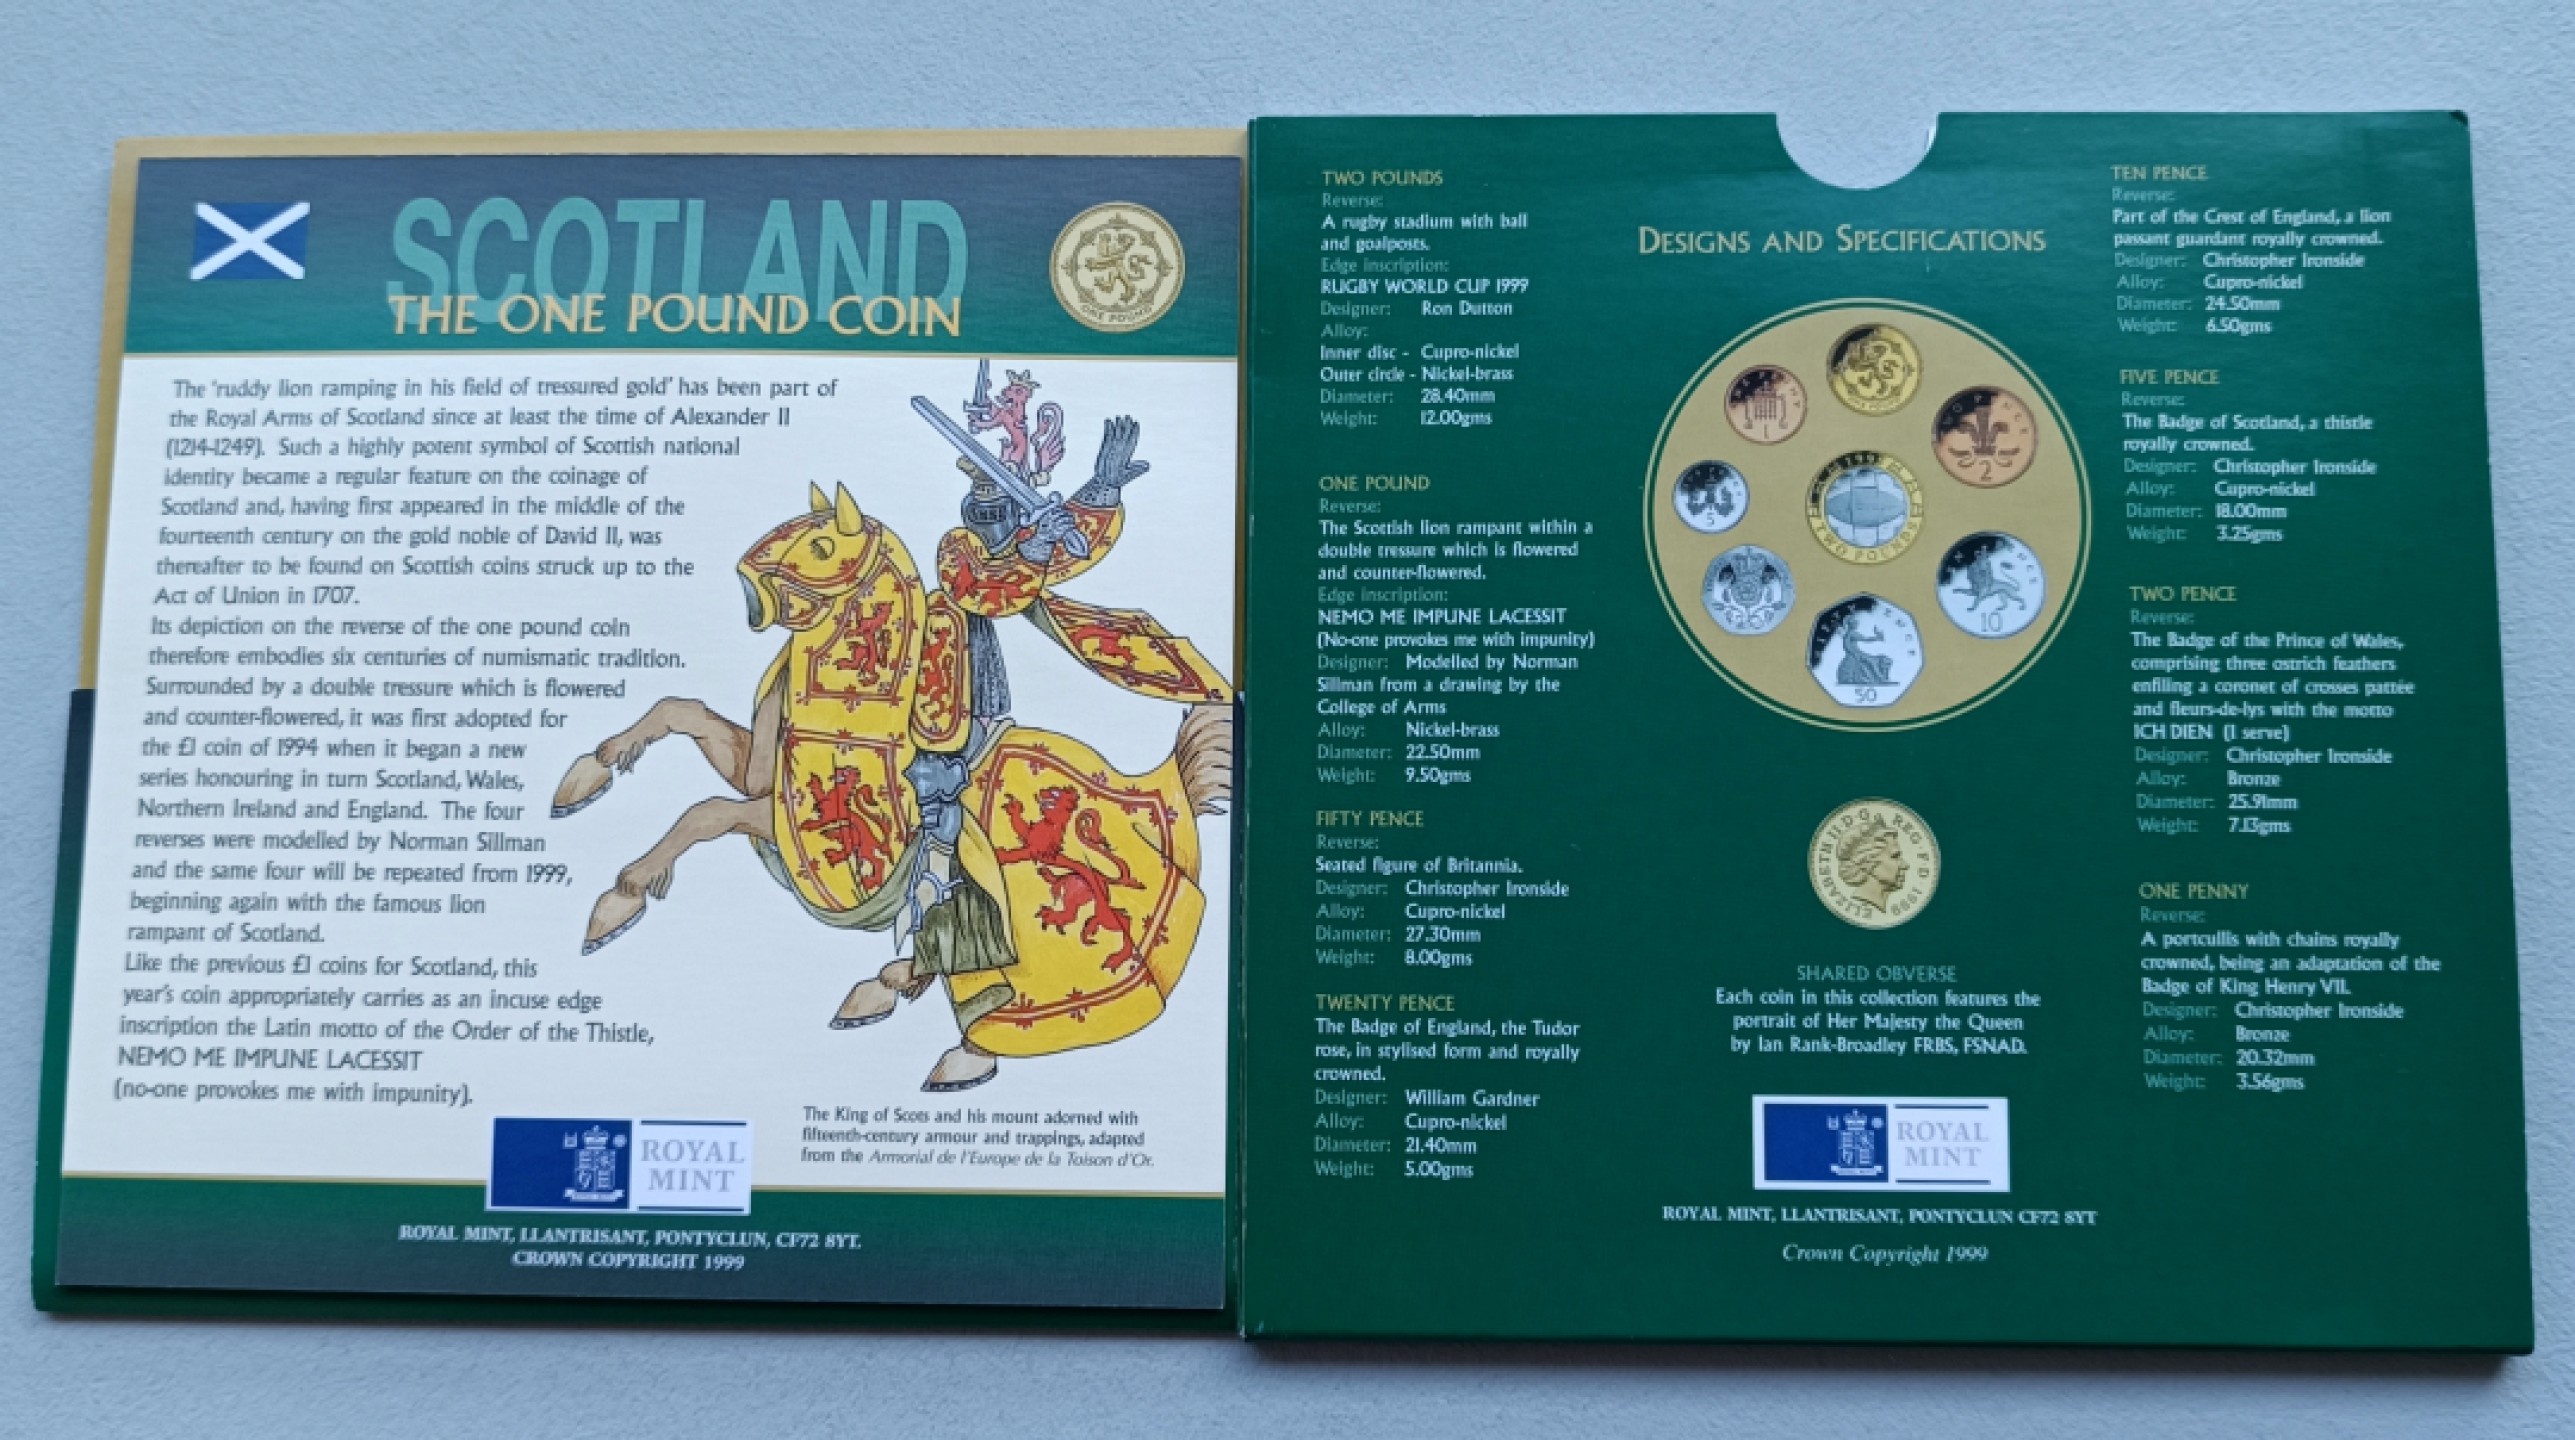 SCOTLAND
THE ONE POUND COIN
ONE POUND
The 'ruddy lion ramping in his field of tressured gold' has been part of
the Royal Arms of Scotland since at least the time of Alexander II
(1214-1249). Such a highly potent symbol of Scottish national
identity became a regular feature on the coinage of
Scotland and, having first appeared in the middle of the
fourteenth century on the gold noble of David II, was
thereafter to be found on Scottish coins struck up to the
Act of Union in 1707.
Its depiction on the reverse of the one pound coin
therefore embodies six centuries of numismatic tradition.
Surrounded by a double tressure which is flowered
and counter-flowered, it was first adopted for
the £1 coin of 1994 when it began a new
series honouring in turn Scotland, Wales,
Northern Ireland and England. The four
reverses were modelled by Norman Sillman
and the same four will be repeated from 1999,
beginning again with the famous lion
rampant of Scotland.
Like the previous £1 coins for Scotland, this
year's coin appropriately carries as an incuse edge
inscription the Latin motto of the Order of the Thistle,
NEMO ME IMPUNE LACESSIT
(no-one provokes me with impunity).
The King of Scots and his mount adorned with
fifteenth-century armour and trappings, adapted
from the Armorial de l'Europe de la Toison d'Or.
ROYAL
MINT
ROYAL MINT, LLANTRISANT, PONTYCLUN, CF72 8YT.
CROWN COPYRIGHT 1999
TWO POUNDS
Reverse:
A rugby stadium with ball
and goalposts.
Edge inscription:
RUGBY WORLD CUP 1999
Designer: Ron Dutton
Alloy:
Inner disc - Cupro-nickel
Outer circle - Nickel-brass
Diameter: 28.40mm
Weight: 12.00gms
ONE POUND
Reverse:
The Scottish lion rampant within a
double tressure which is flowered
and counter-flowered.
Edge inscription:
NEMO ME IMPUNE LACESSIT
(No-one provokes me with impunity)
Designer: Modelled by Norman
Sillman from a drawing by the
College of Arms
Alloy: Nickel-brass
Diameter: 22.50mm
Weight: 9.50gms
FIFTY PENCE
Reverse:
Seated figure of Britannia.
Designer: Christopher Ironside
Alloy: Cupro-nickel
Diameter: 27.30mm
Weight: 8.00gms
TWENTY PENCE
The Badge of England, the Tudor
rose, in stylised form and royally
crowned.
Designer: William Gardner
Alloy: Cupro-nickel
Diameter: 21.40mm
Weight: 5.00gms
DESIGNS AND SPECIFICATIONS
1
2
5
TWO POUNDS
20
10
50
ELIZABETH II D G REG F D 1999
SHARED OBVERSE
Each coin in this collection features the
portrait of Her Majesty the Queen
by Ian Rank-Broadley FRBS, FSNAD.
ROYAL
MINT
ROYAL MINT, LLANTRISANT, PONTYCLUN CF72 8YT
Crown Copyright 1999
TEN PENCE
Reverse:
Part of the Crest of England, a lion
passant guardant royally crowned.
Designer: Christopher Ironside
Alloy: Cupro-nickel
Diameter: 24.50mm
Weight: 6.50gms
FIVE PENCE
Reverse:
The Badge of Scotland, a thistle
royally crowned.
Designer: Christopher Ironside
Alloy: Cupro-nickel
Diameter: 18.00mm
Weight: 3.25gms
TWO PENCE
Reverse:
The Badge of the Prince of Wales,
comprising three ostrich feathers
enfiling a coronet of crosses pattée
and fleurs-de-lys with the motto
ICH DIEN (I serve)
Designer: Christopher Ironside
Alloy: Bronze
Diameter: 25.91mm
Weight: 7.13gms
ONE PENNY
Reverse:
A portcullis with chains royally
crowned, being an adaptation of the
Badge of King Henry VII.
Designer: Christopher Ironside
Alloy: Bronze
Diameter: 20.32mm
Weight: 3.56gms